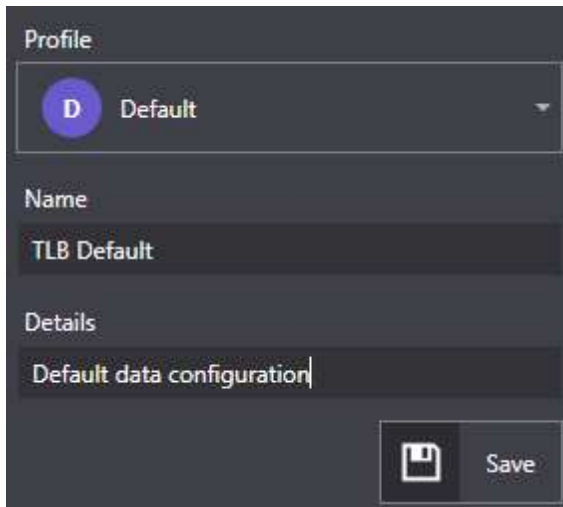 Profile
D Default
Name
TLB Default
Details
Default data configuration
Save